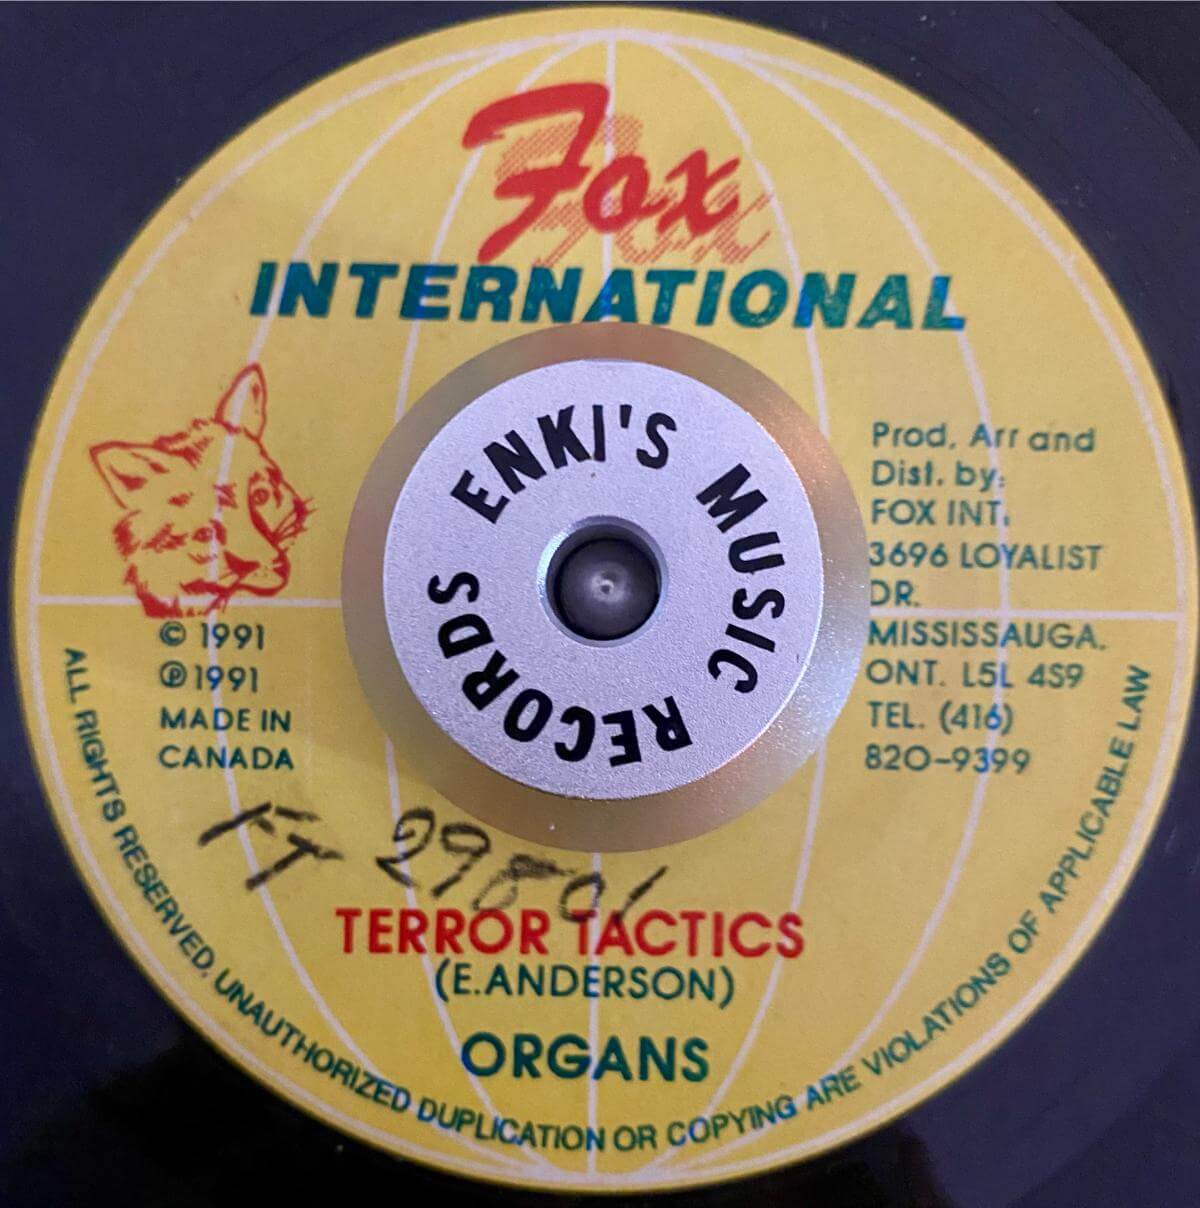 Fox
INTERNATIONAL
ENKI'S MUSIC RECORDS
Prod. Arr and
Dist. by:
FOX INT.
3696 LOYALIST
DR.
MISSISSAUGA.
ONT. L5L 4S9
TEL. (416)
820-9399
© 1991
℗ 1991
MADE IN
CANADA
FT 29801
TERROR TACTICS
(E.ANDERSON)
ORGANS
ALL RIGHTS RESERVED. UNAUTHORIZED DUPLICATION OR COPYING ARE VIOLATIONS OF APPLICABLE LAW